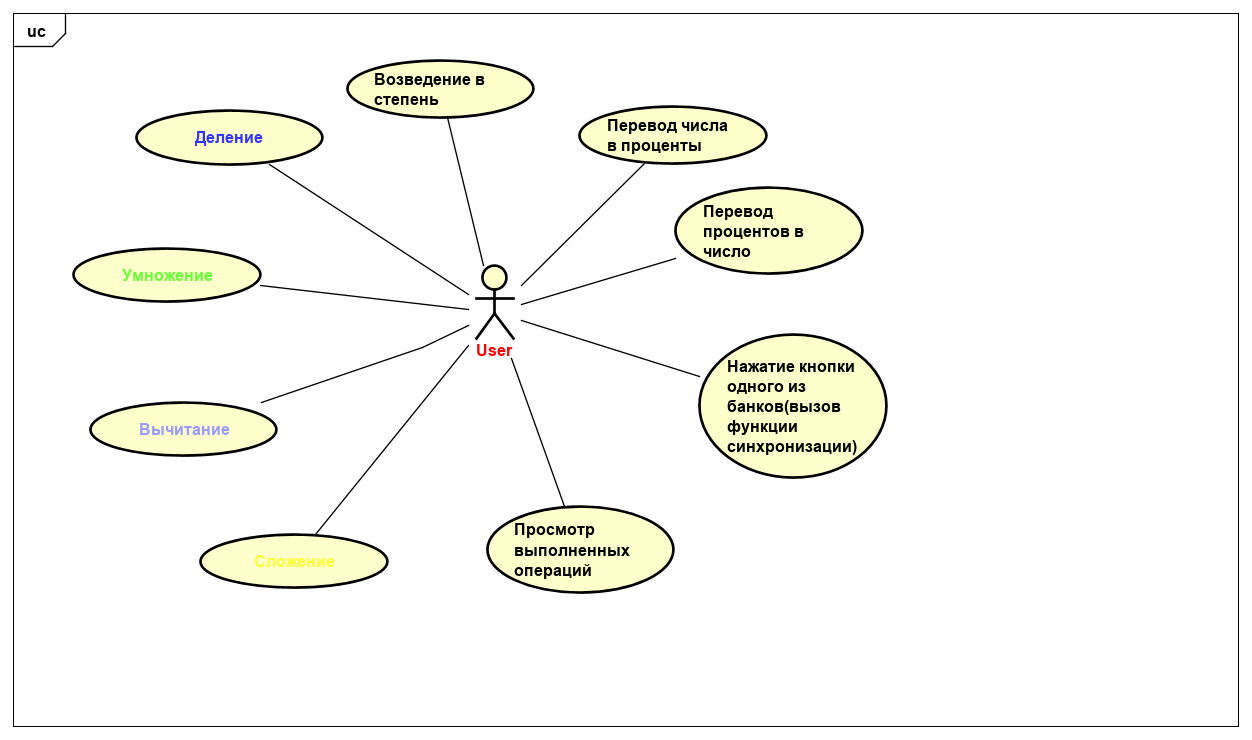 uc
Возведение в
степень
Деление
Перевод числа
в проценты
Перевод
процентов в
число
Умножение
User
Нажатие кнопки
одного из
банков(вызов
функции
синхронизации)
Вычитание
Просмотр
выполненных
операций
Сложение